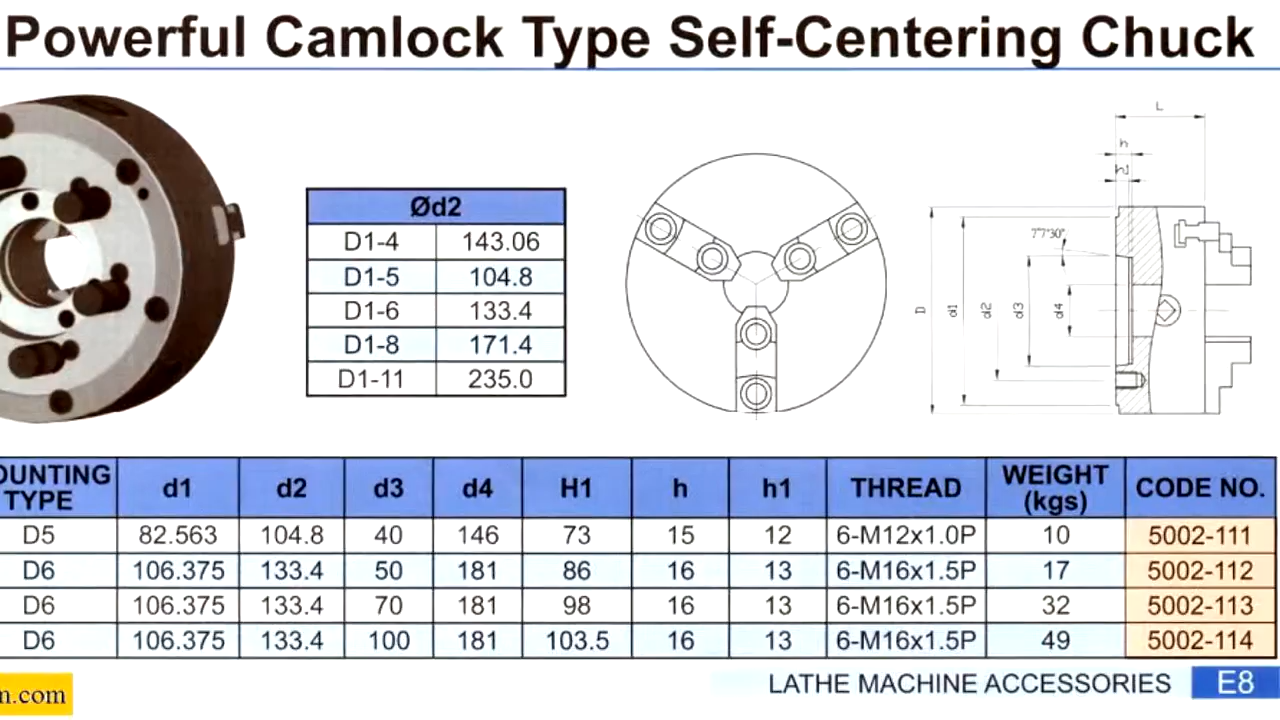 Powerful Camlock Type Self-Centering Chuck
Ød2
D1-4 143.06
D1-5 104.8
D1-6 133.4
D1-8 171.4
D1-11 235.0
L
h
h1
7°7'30"
D d1 d2 d3 d4
OUNTING TYPE d1 d2 d3 d4 H1 h h1 THREAD WEIGHT (kgs) CODE NO.
D5 82.563 104.8 40 146 73 15 12 6-M12x1.0P 10 5002-111
D6 106.375 133.4 50 181 86 16 13 6-M16x1.5P 17 5002-112
D6 106.375 133.4 70 181 98 16 13 6-M16x1.5P 32 5002-113
D6 106.375 133.4 100 181 103.5 16 13 6-M16x1.5P 49 5002-114
m.com
LATHE MACHINE ACCESSORIES E8